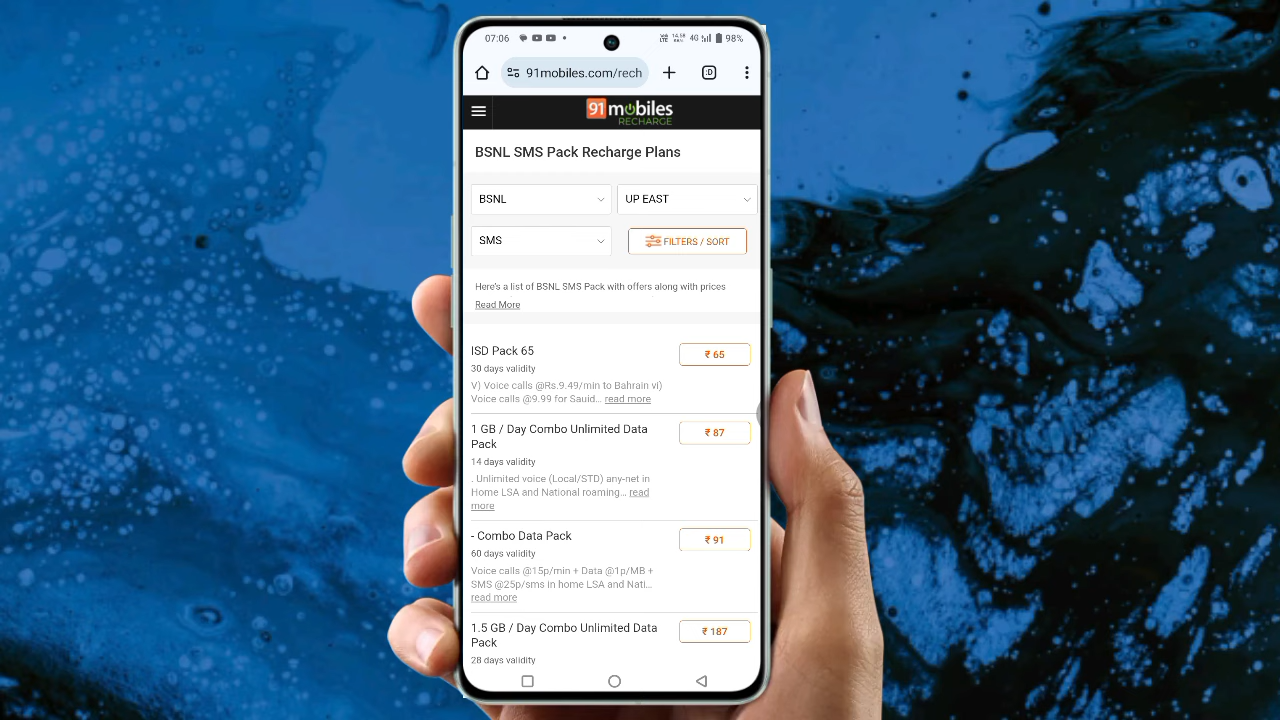 07:06
4G 98%
91mobiles.com/rech
:D
91mobiles
RECHARGE
BSNL SMS Pack Recharge Plans
BSNL
UP EAST
SMS
FILTERS / SORT
Here's a list of BSNL SMS Pack with offers along with prices
Read More
ISD Pack 65
₹ 65
30 days validity
V) Voice calls @Rs.9.49/min to Bahrain vi)
Voice calls @9.99 for Sauid... read more
1 GB / Day Combo Unlimited Data
Pack
₹ 87
14 days validity
. Unlimited voice (Local/STD) any-net in
Home LSA and National roaming... read
more
- Combo Data Pack
₹ 91
60 days validity
Voice calls @15p/min + Data @1p/MB +
SMS @25p/sms in home LSA and Nati...
read more
1.5 GB / Day Combo Unlimited Data
Pack
₹ 187
28 days validity